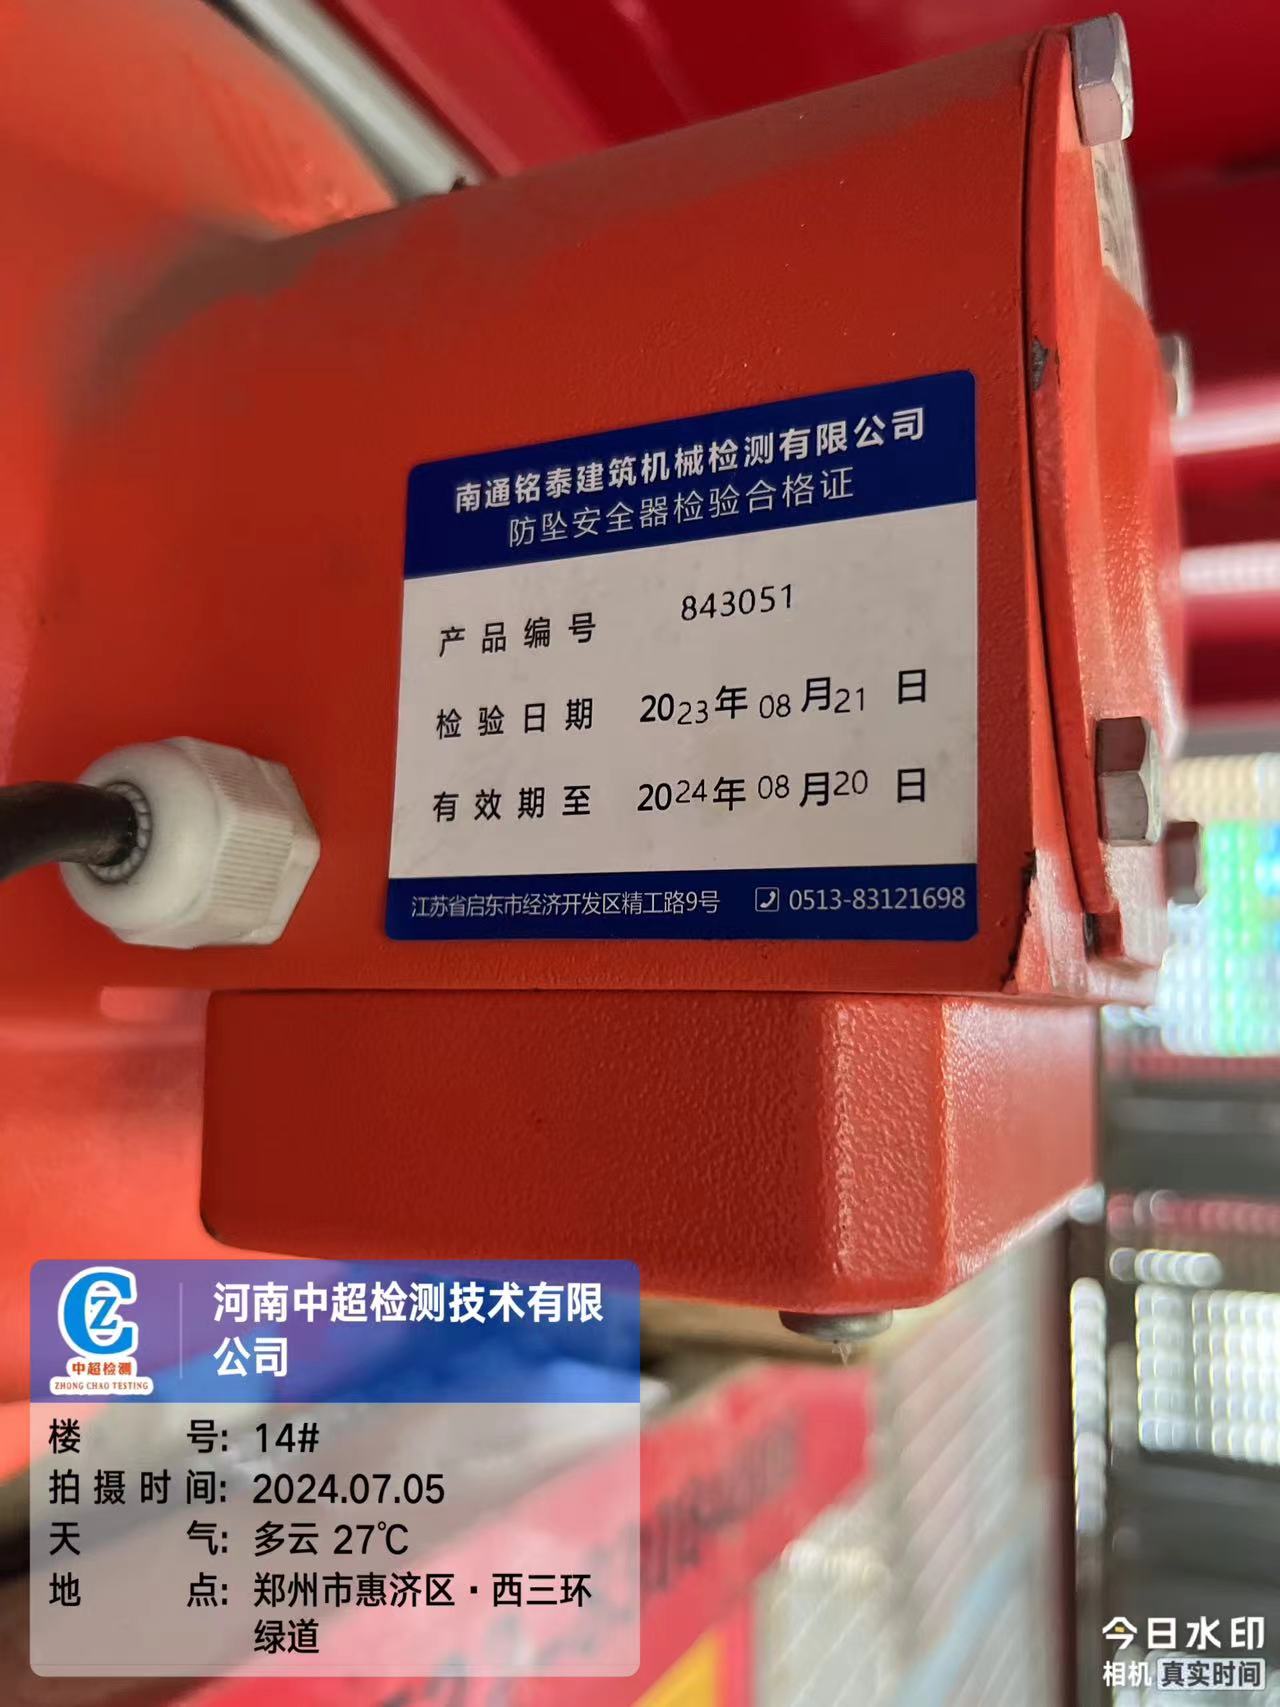 南通铭泰建筑机械检测有限公司
防坠安全器检验合格证
产品编号 843051
检验日期 2023年08月21日
有效期至 2024年08月20日
江苏省启东市经济开发区精工路9号 0513-83121698
CZ
中超检测
ZHONG CHAO TESTING
河南中超检测技术有限
公司
楼号: 14#
拍摄时间: 2024.07.05
天气: 多云 27℃
地点: 郑州市惠济区·西三环
绿道
今日水印
相机 真实时间